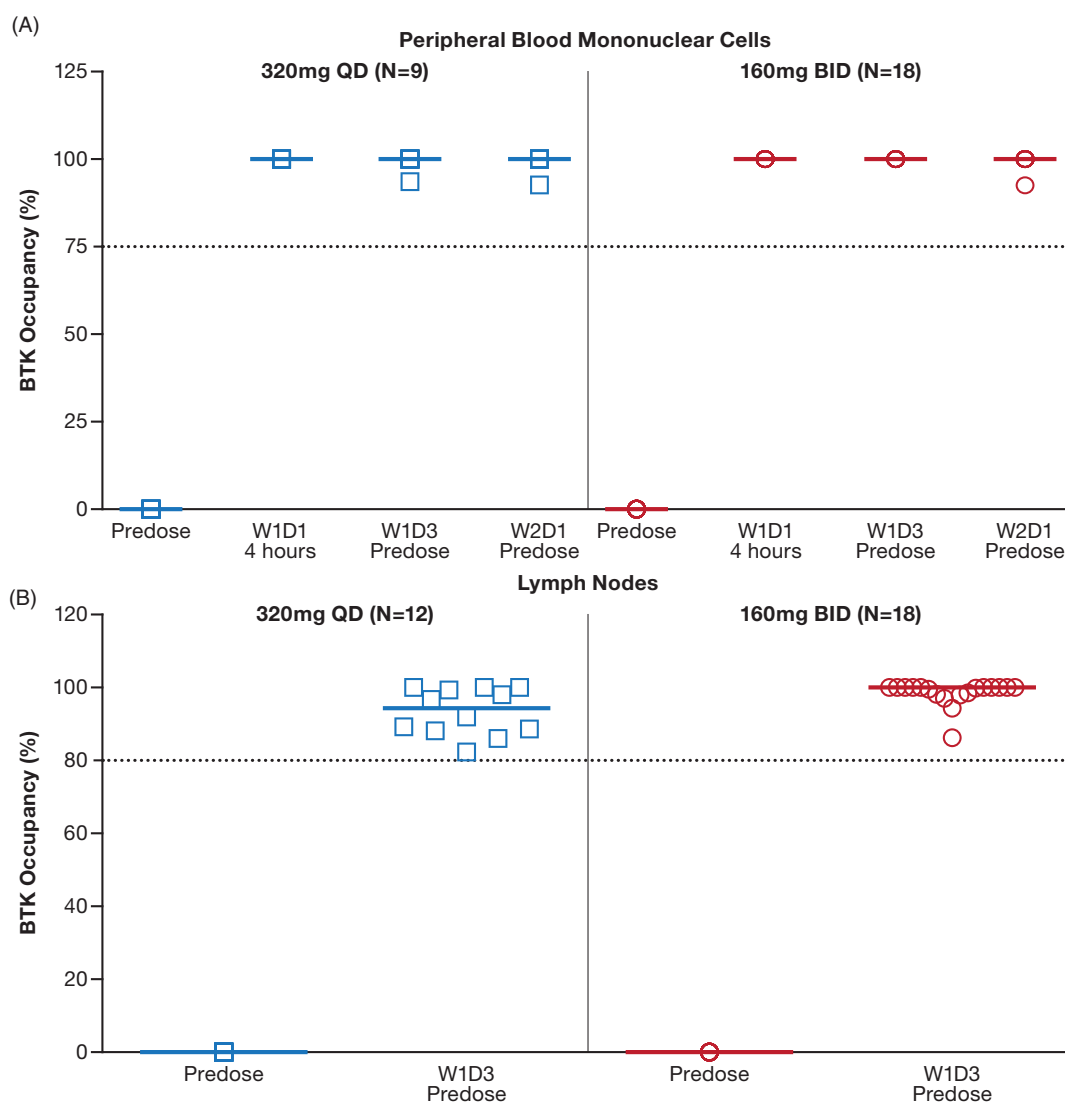 (A)
Peripheral Blood Mononuclear Cells
320mg QD (N=9)
160mg BID (N=18)
BTK Occupancy (%)
125
100
75
50
25
0
Predose
W1D1
4 hours
W1D3
Predose
W2D1
Predose
Predose
W1D1
4 hours
W1D3
Predose
W2D1
Predose
(B)
Lymph Nodes
320mg QD (N=12)
160mg BID (N=18)
BTK Occupancy (%)
120
100
80
60
40
20
0
Predose
W1D3
Predose
Predose
W1D3
Predose